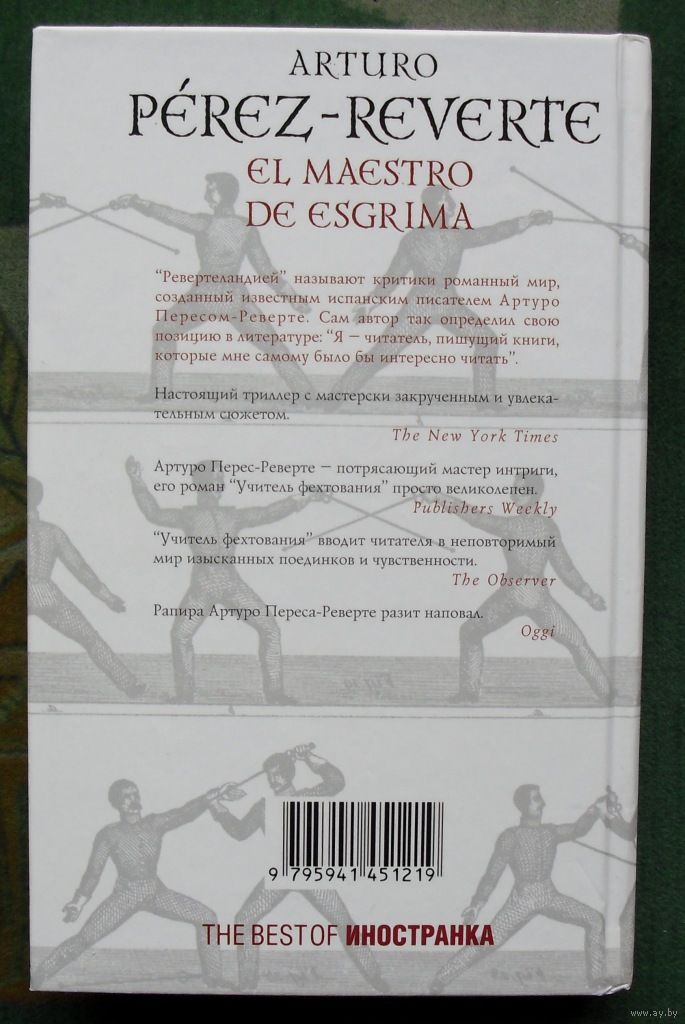 ARTURO
PÉREZ-REVERTE
EL MAESTRO
DE ESGRIMA
“Ревертеландией” называют критики романный мир,
созданный известным испанским писателем Артуро
Пересом-Реверте. Сам автор так определил свою
позицию в литературе: “Я – читатель, пишущий книги,
которые мне самому было бы интересно читать”.
Настоящий триллер с мастерски закрученным и увлека-
тельным сюжетом.
The New York Times
Артуро Перес-Реверте – потрясающий мастер интриги,
его роман “Учитель фехтования” просто великолепен.
Publishers Weekly
“Учитель фехтования” вводит читателя в неповторимый
мир изысканных поединков и чувственности.
The Observer
Рапира Артуро Переса-Реверте разит наповал.
Oggi
9 795941 451219
THE BEST OF ИНОСТРАНКА
www.ay.by